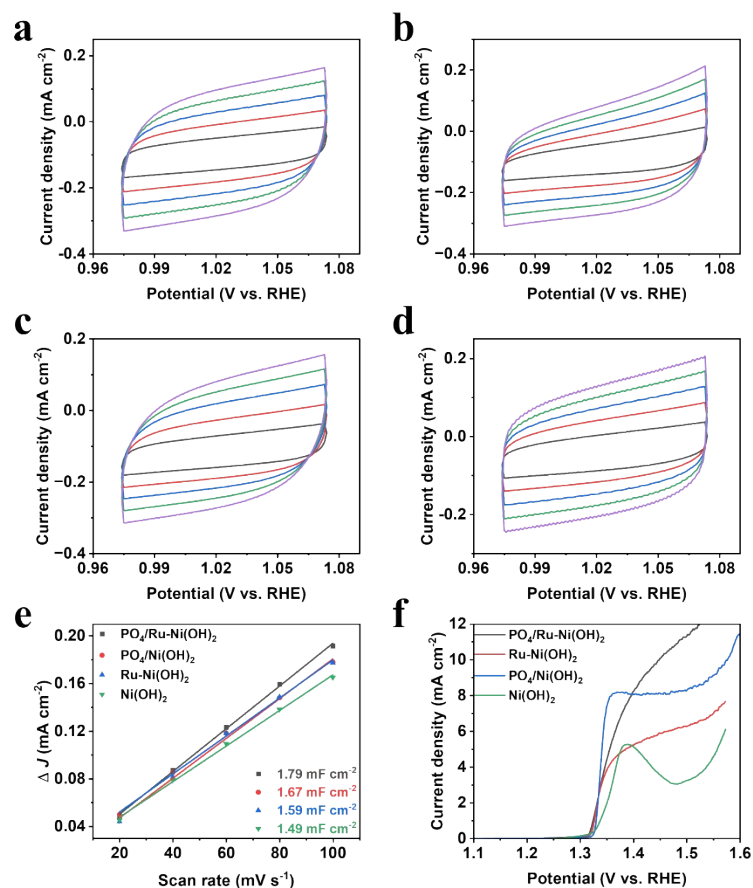 a
b
Current density (mA cm⁻²)
0.2
0.0
−0.2
−0.4
0.96 0.99 1.02 1.05 1.08
Potential (V vs. RHE)
Current density (mA cm⁻²)
0.2
0.0
-0.2
-0.4
0.96 0.99 1.02 1.05 1.08
Potential (V vs. RHE)
c
d
Current density (mA cm⁻²)
0.2
0.0
−0.2
−0.4
0.96 0.99 1.02 1.05 1.08
Potential (V vs. RHE)
Current density (mA cm⁻²)
0.2
0.0
-0.2
0.96 0.99 1.02 1.05 1.08
Potential (V vs. RHE)
e
f
Δ J (mA cm⁻²)
0.20
0.16
0.12
0.08
0.04
PO₄/Ru-Ni(OH)₂
PO₄/Ni(OH)₂
Ru-Ni(OH)₂
Ni(OH)₂
1.79 mF cm⁻²
1.67 mF cm⁻²
1.59 mF cm⁻²
1.49 mF cm⁻²
20 40 60 80 100
Scan rate (mV s⁻¹)
Current density (mA cm⁻²)
12
10
8
6
4
2
0
PO₄/Ru-Ni(OH)₂
Ru-Ni(OH)₂
PO₄/Ni(OH)₂
Ni(OH)₂
1.1 1.2 1.3 1.4 1.5 1.6
Potential (V vs. RHE)